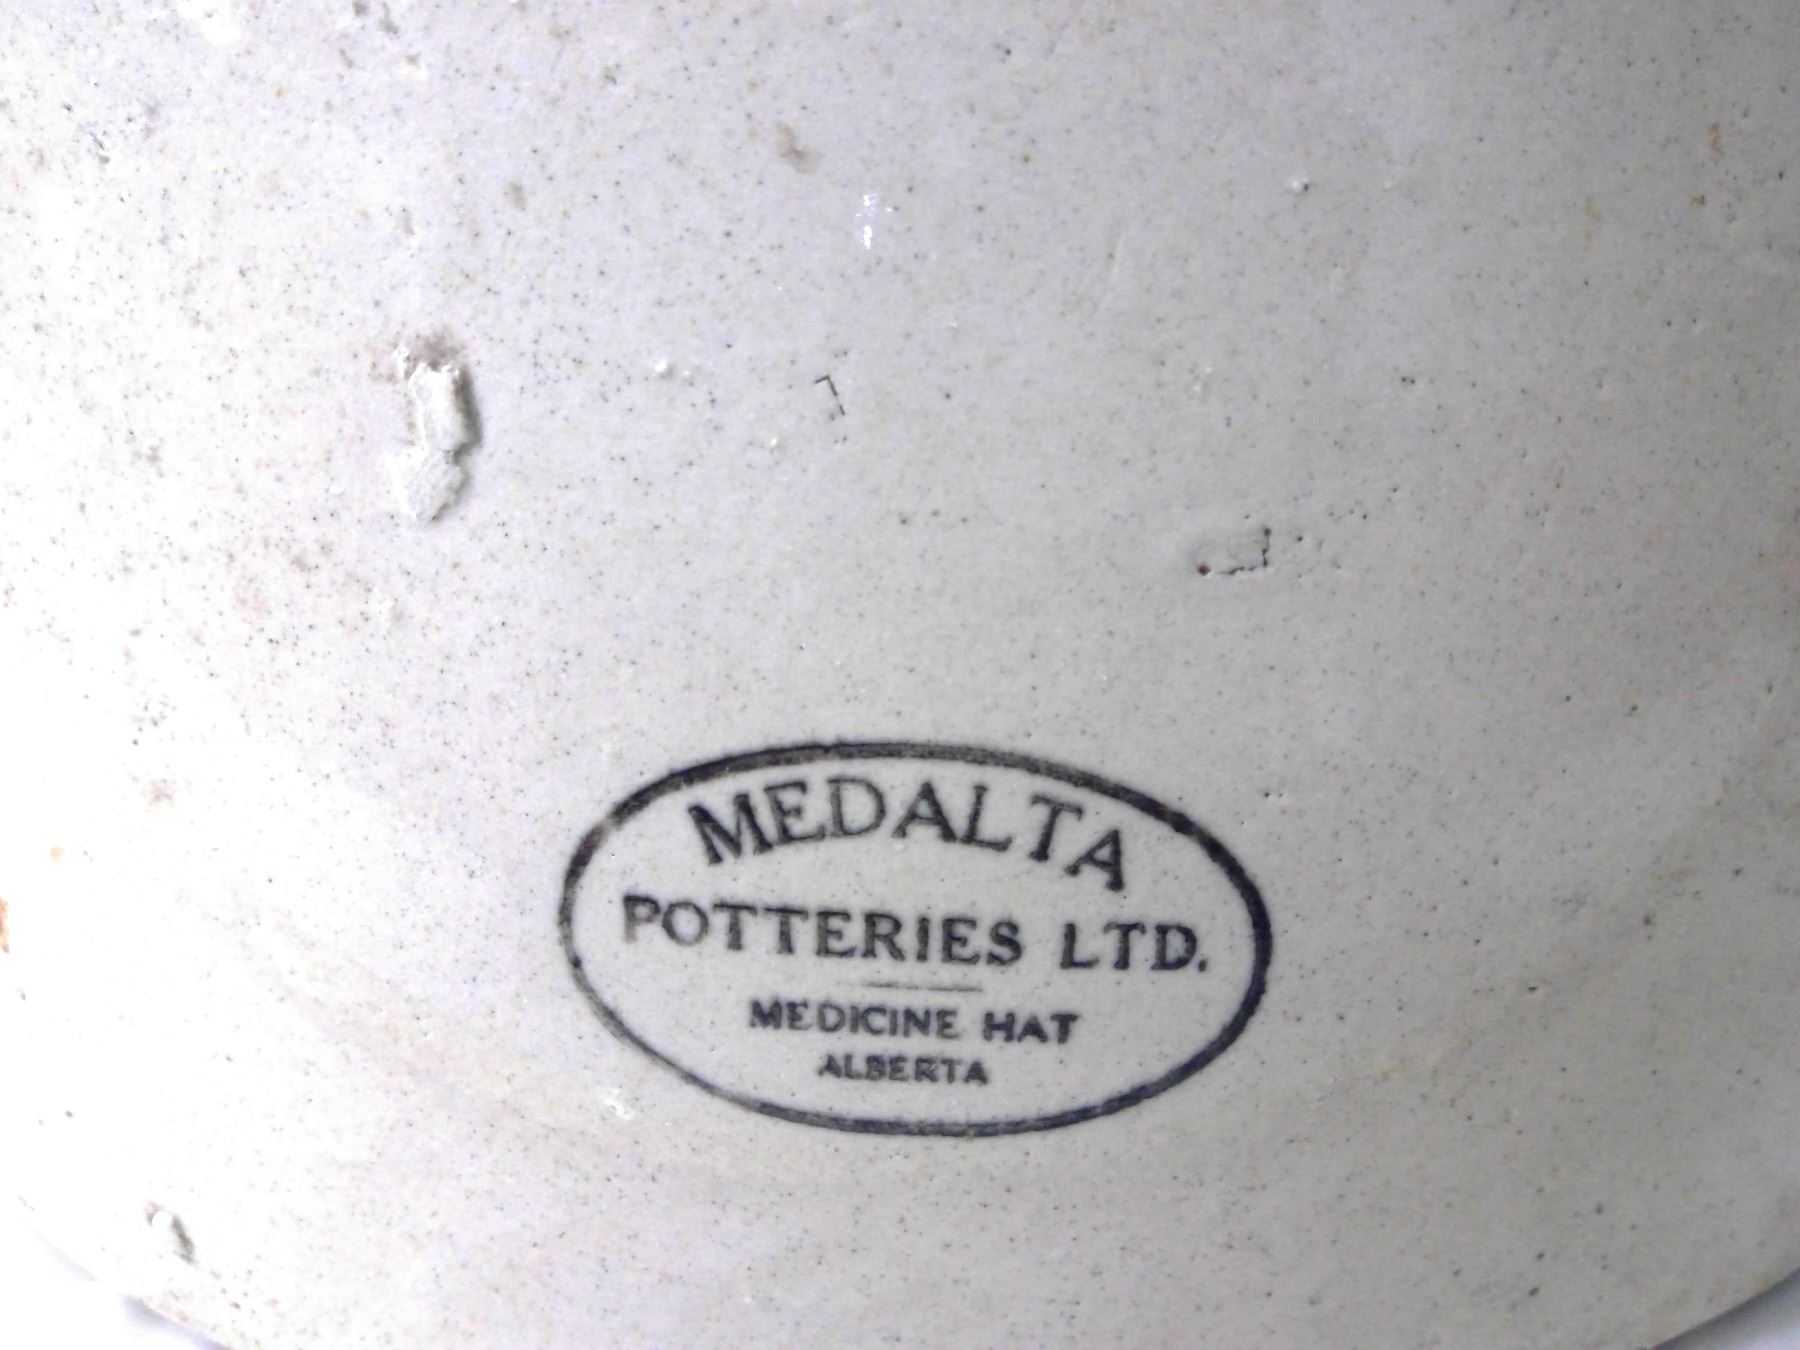 MEDALTA
POTTERIES LTD.
MEDICINE HAT
ALBERTA